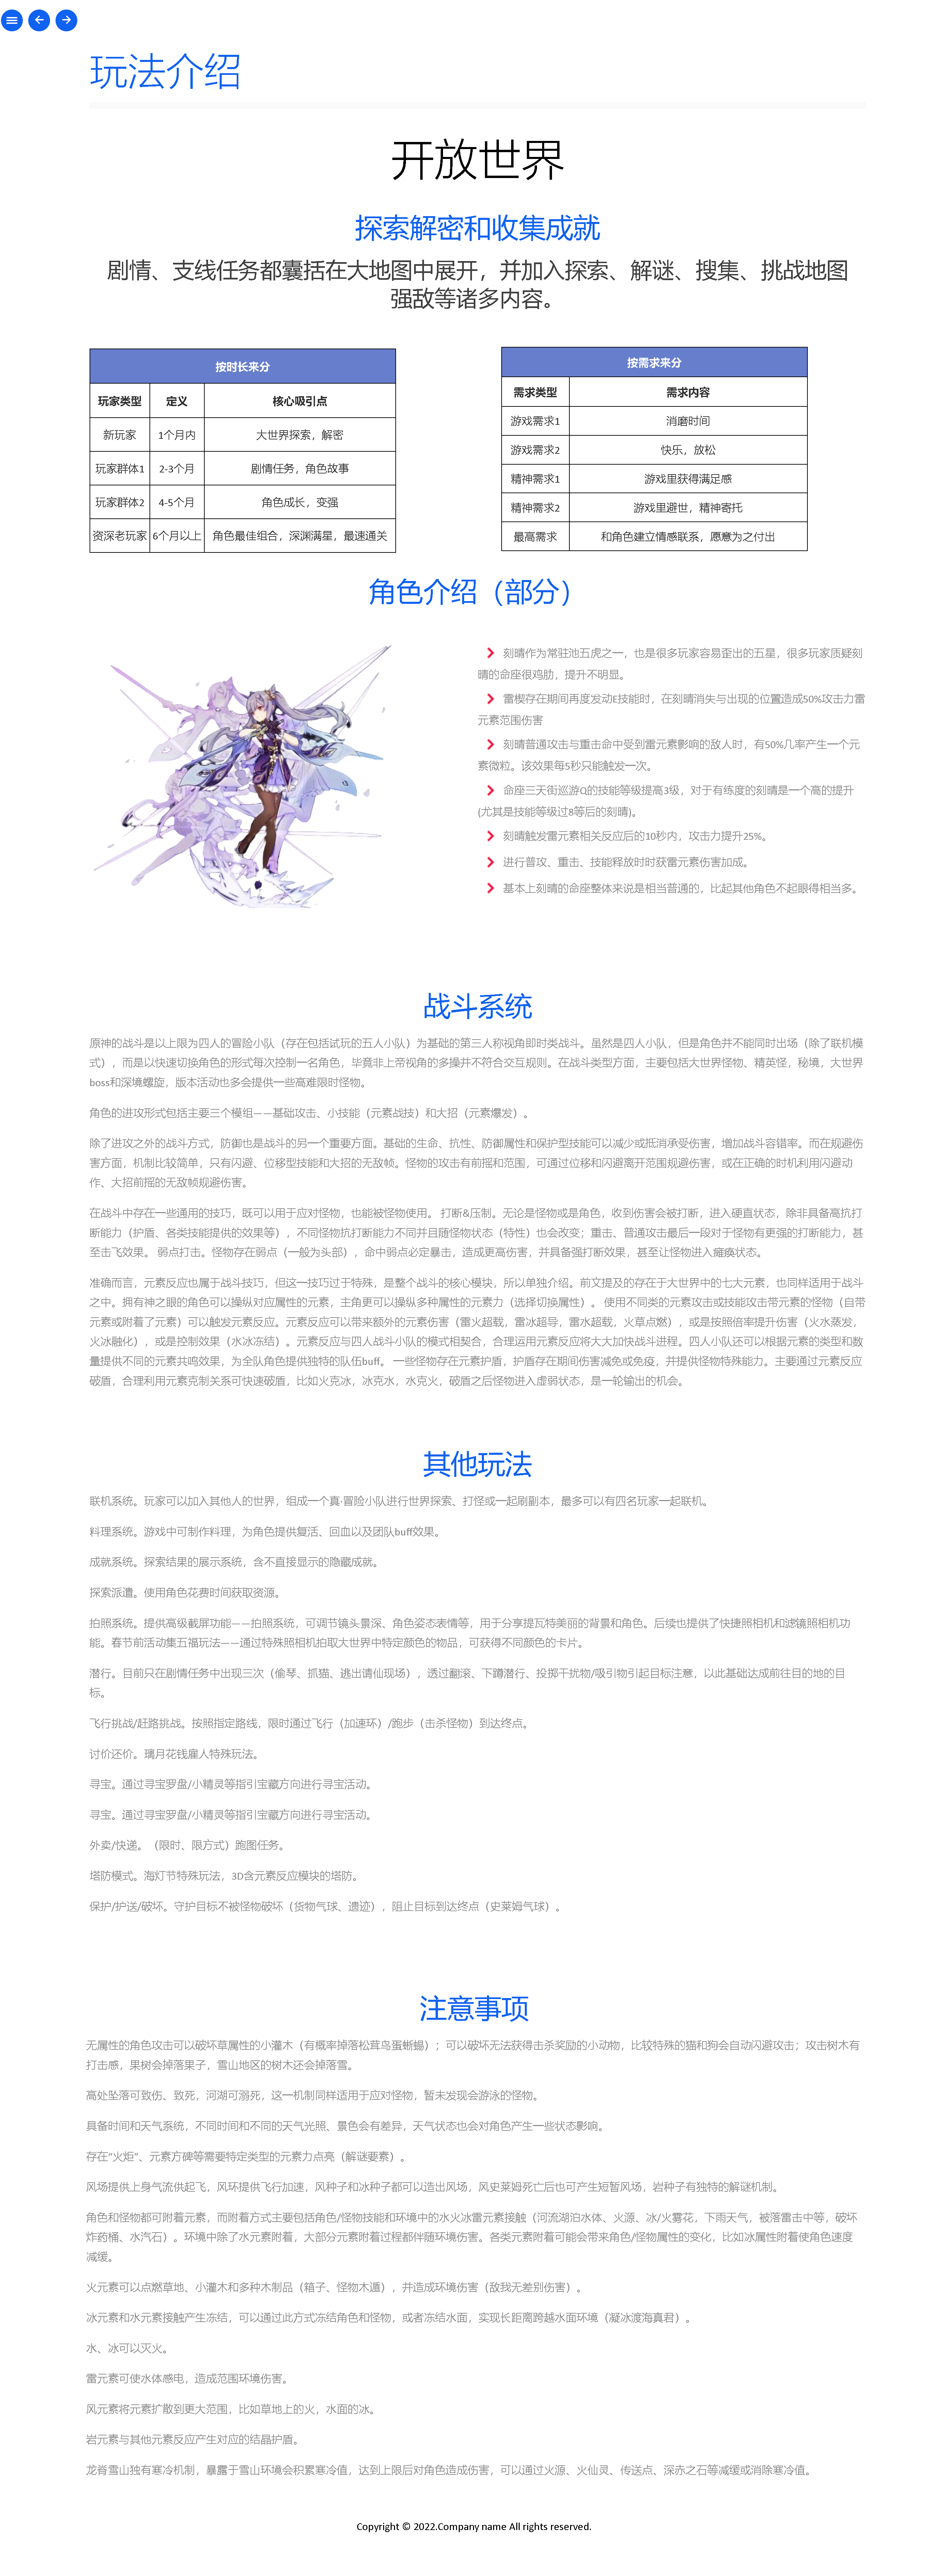 玩法介绍
开放世界
探索解密和收集成就
剧情、支线任务都囊括在大地图中展开，并加入探索、解谜、搜集、挑战地图
强敌等诸多内容。
按时长来分
玩家类型 定义 核心吸引点
新玩家 1个月内 大世界探索，解密
玩家群体1 2-3个月 剧情任务，角色故事
玩家群体2 4-5个月 角色成长，变强
资深老玩家 6个月以上 角色最佳组合，深渊满星，最速通关
按需求来分
需求类型 需求内容
游戏需求1 消磨时间
游戏需求2 快乐，放松
精神需求1 游戏里获得满足感
精神需求2 游戏里避世，精神寄托
最高需求 和角色建立情感联系，愿意为之付出
角色介绍（部分）
刻晴作为常驻池五虎之一，也是很多玩家容易歪出的五星，很多玩家质疑刻
晴的命座很鸡肋，提升不明显。
雷楔存在期间再度发动E技能时，在刻晴消失与出现的位置造成50%攻击力雷
元素范围伤害
刻晴普通攻击与重击命中受到雷元素影响的敌人时，有50%几率产生一个元
素微粒。该效果每5秒只能触发一次。
命座三天街巡游Q的技能等级提高3级，对于有练度的刻晴是一个高的提升
(尤其是技能等级过8等后的刻晴)。
刻晴触发雷元素相关反应后的10秒内，攻击力提升25%。
进行普攻、重击、技能释放时时获雷元素伤害加成。
基本上刻晴的命座整体来说是相当普通的，比起其他角色不起眼得相当多。
战斗系统
原神的战斗是以上限为四人的冒险小队（存在包括试玩的五人小队）为基础的第三人称视角即时类战斗。虽然是四人小队，但是角色并不能同时出场（除了联机模
式），而是以快速切换角色的形式每次控制一名角色，毕竟非上帝视角的多操并不符合交互规则。在战斗类型方面，主要包括大世界怪物、精英怪，秘境，大世界
boss和深境螺旋，版本活动也多会提供一些高难限时怪物。
角色的进攻形式包括主要三个模组——基础攻击、小技能（元素战技）和大招（元素爆发）。
除了进攻之外的战斗方式，防御也是战斗的另一个重要方面。基础的生命、抗性、防御属性和保护型技能可以减少或抵消承受伤害，增加战斗容错率。而在规避伤
害方面，机制比较简单，只有闪避、位移型技能和大招的无敌帧。怪物的攻击有前摇和范围，可通过位移和闪避离开范围规避伤害，或在正确的时机利用闪避动
作、大招前摇的无敌帧规避伤害。
在战斗中存在一些通用的技巧，既可以用于应对怪物，也能被怪物使用。 打断&压制。无论是怪物或是角色，收到伤害会被打断，进入硬直状态，除非具备高抗打
断能力（护盾、各类技能提供的效果等），不同怪物抗打断能力不同并且随怪物状态（特性）也会改变；重击、普通攻击最后一段对于怪物有更强的打断能力，甚
至击飞效果。 弱点打击。怪物存在弱点（一般为头部），命中弱点必定暴击，造成更高伤害，并具备强打断效果，甚至让怪物进入瘫痪状态。
准确而言，元素反应也属于战斗技巧，但这一技巧过于特殊，是整个战斗的核心模块，所以单独介绍。前文提及的存在于大世界中的七大元素，也同样适用于战斗
之中。拥有神之眼的角色可以操纵对应属性的元素，主角更可以操纵多种属性的元素力（选择切换属性）。 使用不同类的元素攻击或技能攻击带元素的怪物（自带
元素或附着了元素）可以触发元素反应。元素反应可以带来额外的元素伤害（雷火超载，雷冰超导，雷水超载，火草点燃），或是按照倍率提升伤害（火水蒸发，
火冰融化），或是控制效果（水冰冻结）。元素反应与四人战斗小队的模式相契合，合理运用元素反应将大大加快战斗进程。四人小队还可以根据元素的类型和数
量提供不同的元素共鸣效果，为全队角色提供独特的队伍buff。 一些怪物存在元素护盾，护盾存在期间伤害减免或免疫，并提供怪物特殊能力。主要通过元素反应
破盾，合理利用元素克制关系可快速破盾，比如火克冰，冰克水，水克火，破盾之后怪物进入虚弱状态，是一轮输出的机会。
其他玩法
联机系统。玩家可以加入其他人的世界，组成一个真·冒险小队进行世界探索、打怪或一起刷副本，最多可以有四名玩家一起联机。
料理系统。游戏中可制作料理，为角色提供复活、回血以及团队buff效果。
成就系统。探索结果的展示系统，含不直接显示的隐藏成就。
探索派遣。使用角色花费时间获取资源。
拍照系统。提供高级截屏功能——拍照系统，可调节镜头景深、角色姿态表情等，用于分享提瓦特美丽的背景和角色。后续也提供了快捷照相机和滤镜照相机功
能。春节前活动集五福玩法——通过特殊照相机拍取大世界中特定颜色的物品，可获得不同颜色的卡片。
潜行。目前只在剧情任务中出现三次（偷琴、抓猫、逃出请仙现场），透过翻滚、下蹲潜行、投掷干扰物/吸引物引起目标注意，以此基础达成前往目的地的目
标。
飞行挑战/赶路挑战。按照指定路线，限时通过飞行（加速环）/跑步（击杀怪物）到达终点。
讨价还价。璃月花钱雇人特殊玩法。
寻宝。通过寻宝罗盘/小精灵等指引宝藏方向进行寻宝活动。
寻宝。通过寻宝罗盘/小精灵等指引宝藏方向进行寻宝活动。
外卖/快递。（限时、限方式）跑图任务。
塔防模式。海灯节特殊玩法，3D含元素反应模块的塔防。
保护/护送/破坏。守护目标不被怪物破坏（货物气球、遗迹），阻止目标到达终点（史莱姆气球）。
注意事项
无属性的角色攻击可以破坏草属性的小灌木（有概率掉落松茸鸟蛋蜥蜴）；可以破坏无法获得击杀奖励的小动物，比较特殊的猫和狗会自动闪避攻击；攻击树木有
打击感，果树会掉落果子，雪山地区的树木还会掉落雪。
高处坠落可致伤、致死，河湖可溺死，这一机制同样适用于应对怪物，暂未发现会游泳的怪物。
具备时间和天气系统，不同时间和不同的天气光照、景色会有差异，天气状态也会对角色产生一些状态影响。
存在“火炬”、元素方碑等需要特定类型的元素力点亮（解谜要素）。
风场提供上身气流供起飞，风环提供飞行加速，风种子和冰种子都可以造出风场，风史莱姆死亡后也可产生短暂风场，岩种子有独特的解谜机制。
角色和怪物都可附着元素，而附着方式主要包括角色/怪物技能和环境中的水火冰雷元素接触（河流湖泊水体、火源、冰/火雾花，下雨天气，被落雷击中等，破坏
炸药桶、水汽石）。环境中除了水元素附着，大部分元素附着过程都伴随环境伤害。各类元素附着可能会带来角色/怪物属性的变化，比如冰属性附着使角色速度
减缓。
火元素可以点燃草地、小灌木和多种木制品（箱子、怪物木遁），并造成环境伤害（敌我无差别伤害）。
冰元素和水元素接触产生冻结，可以通过此方式冻结角色和怪物，或者冻结水面，实现长距离跨越水面环境（凝冰渡海真君）。
水、冰可以灭火。
雷元素可使水体感电，造成范围环境伤害。
风元素将元素扩散到更大范围，比如草地上的火，水面的冰。
岩元素与其他元素反应产生对应的结晶护盾。
龙脊雪山独有寒冷机制，暴露于雪山环境会积累寒冷值，达到上限后对角色造成伤害，可以通过火源、火仙灵、传送点、深赤之石等减缓或消除寒冷值。
Copyright © 2022.Company name All rights reserved.